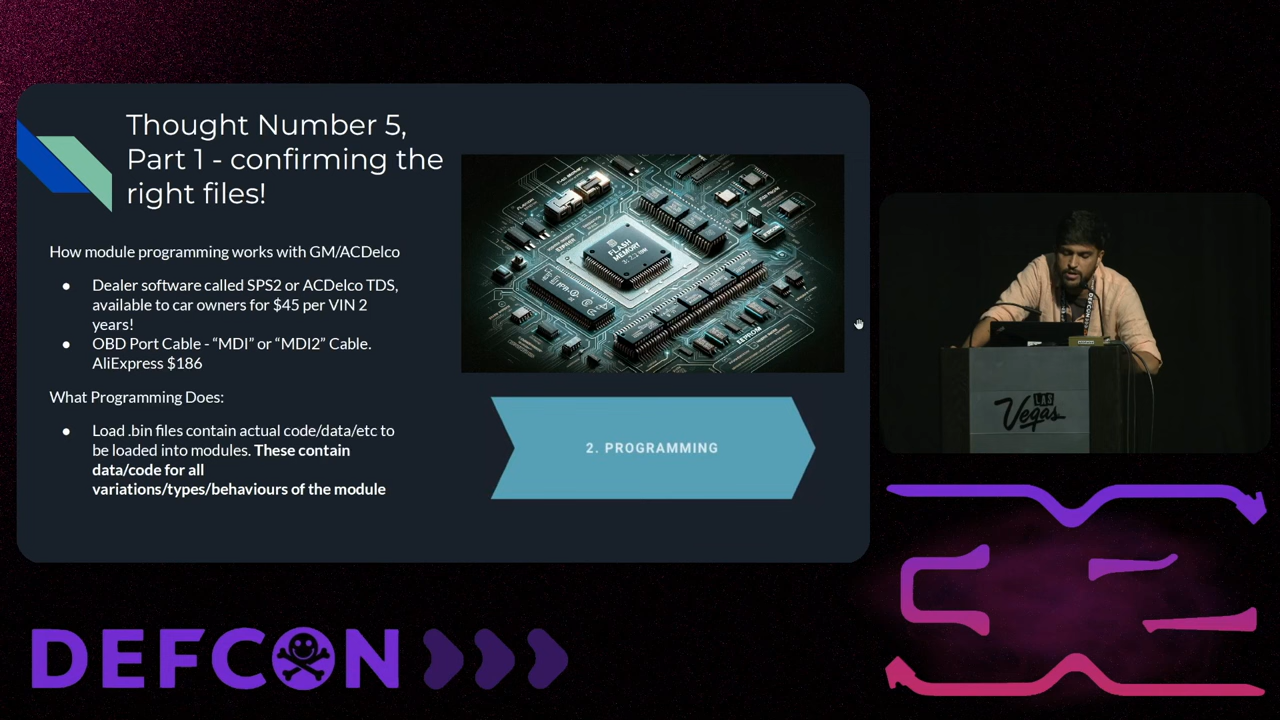 Thought Number 5,
Part 1 - confirming the
right files!
How module programming works with GM/ACDelco
● Dealer software called SPS2 or ACDelco TDS,
available to car owners for $45 per VIN 2
years!
● OBD Port Cable - “MDI” or “MDI2” Cable.
AliExpress $186
What Programming Does:
● Load .bin files contain actual code/data/etc to
be loaded into modules. These contain
data/code for all
variations/types/behaviours of the module
FLASH
MEMORY
EEPROM
2. PROGRAMMING
DEFCON
LAS
Vegas
DEFCON